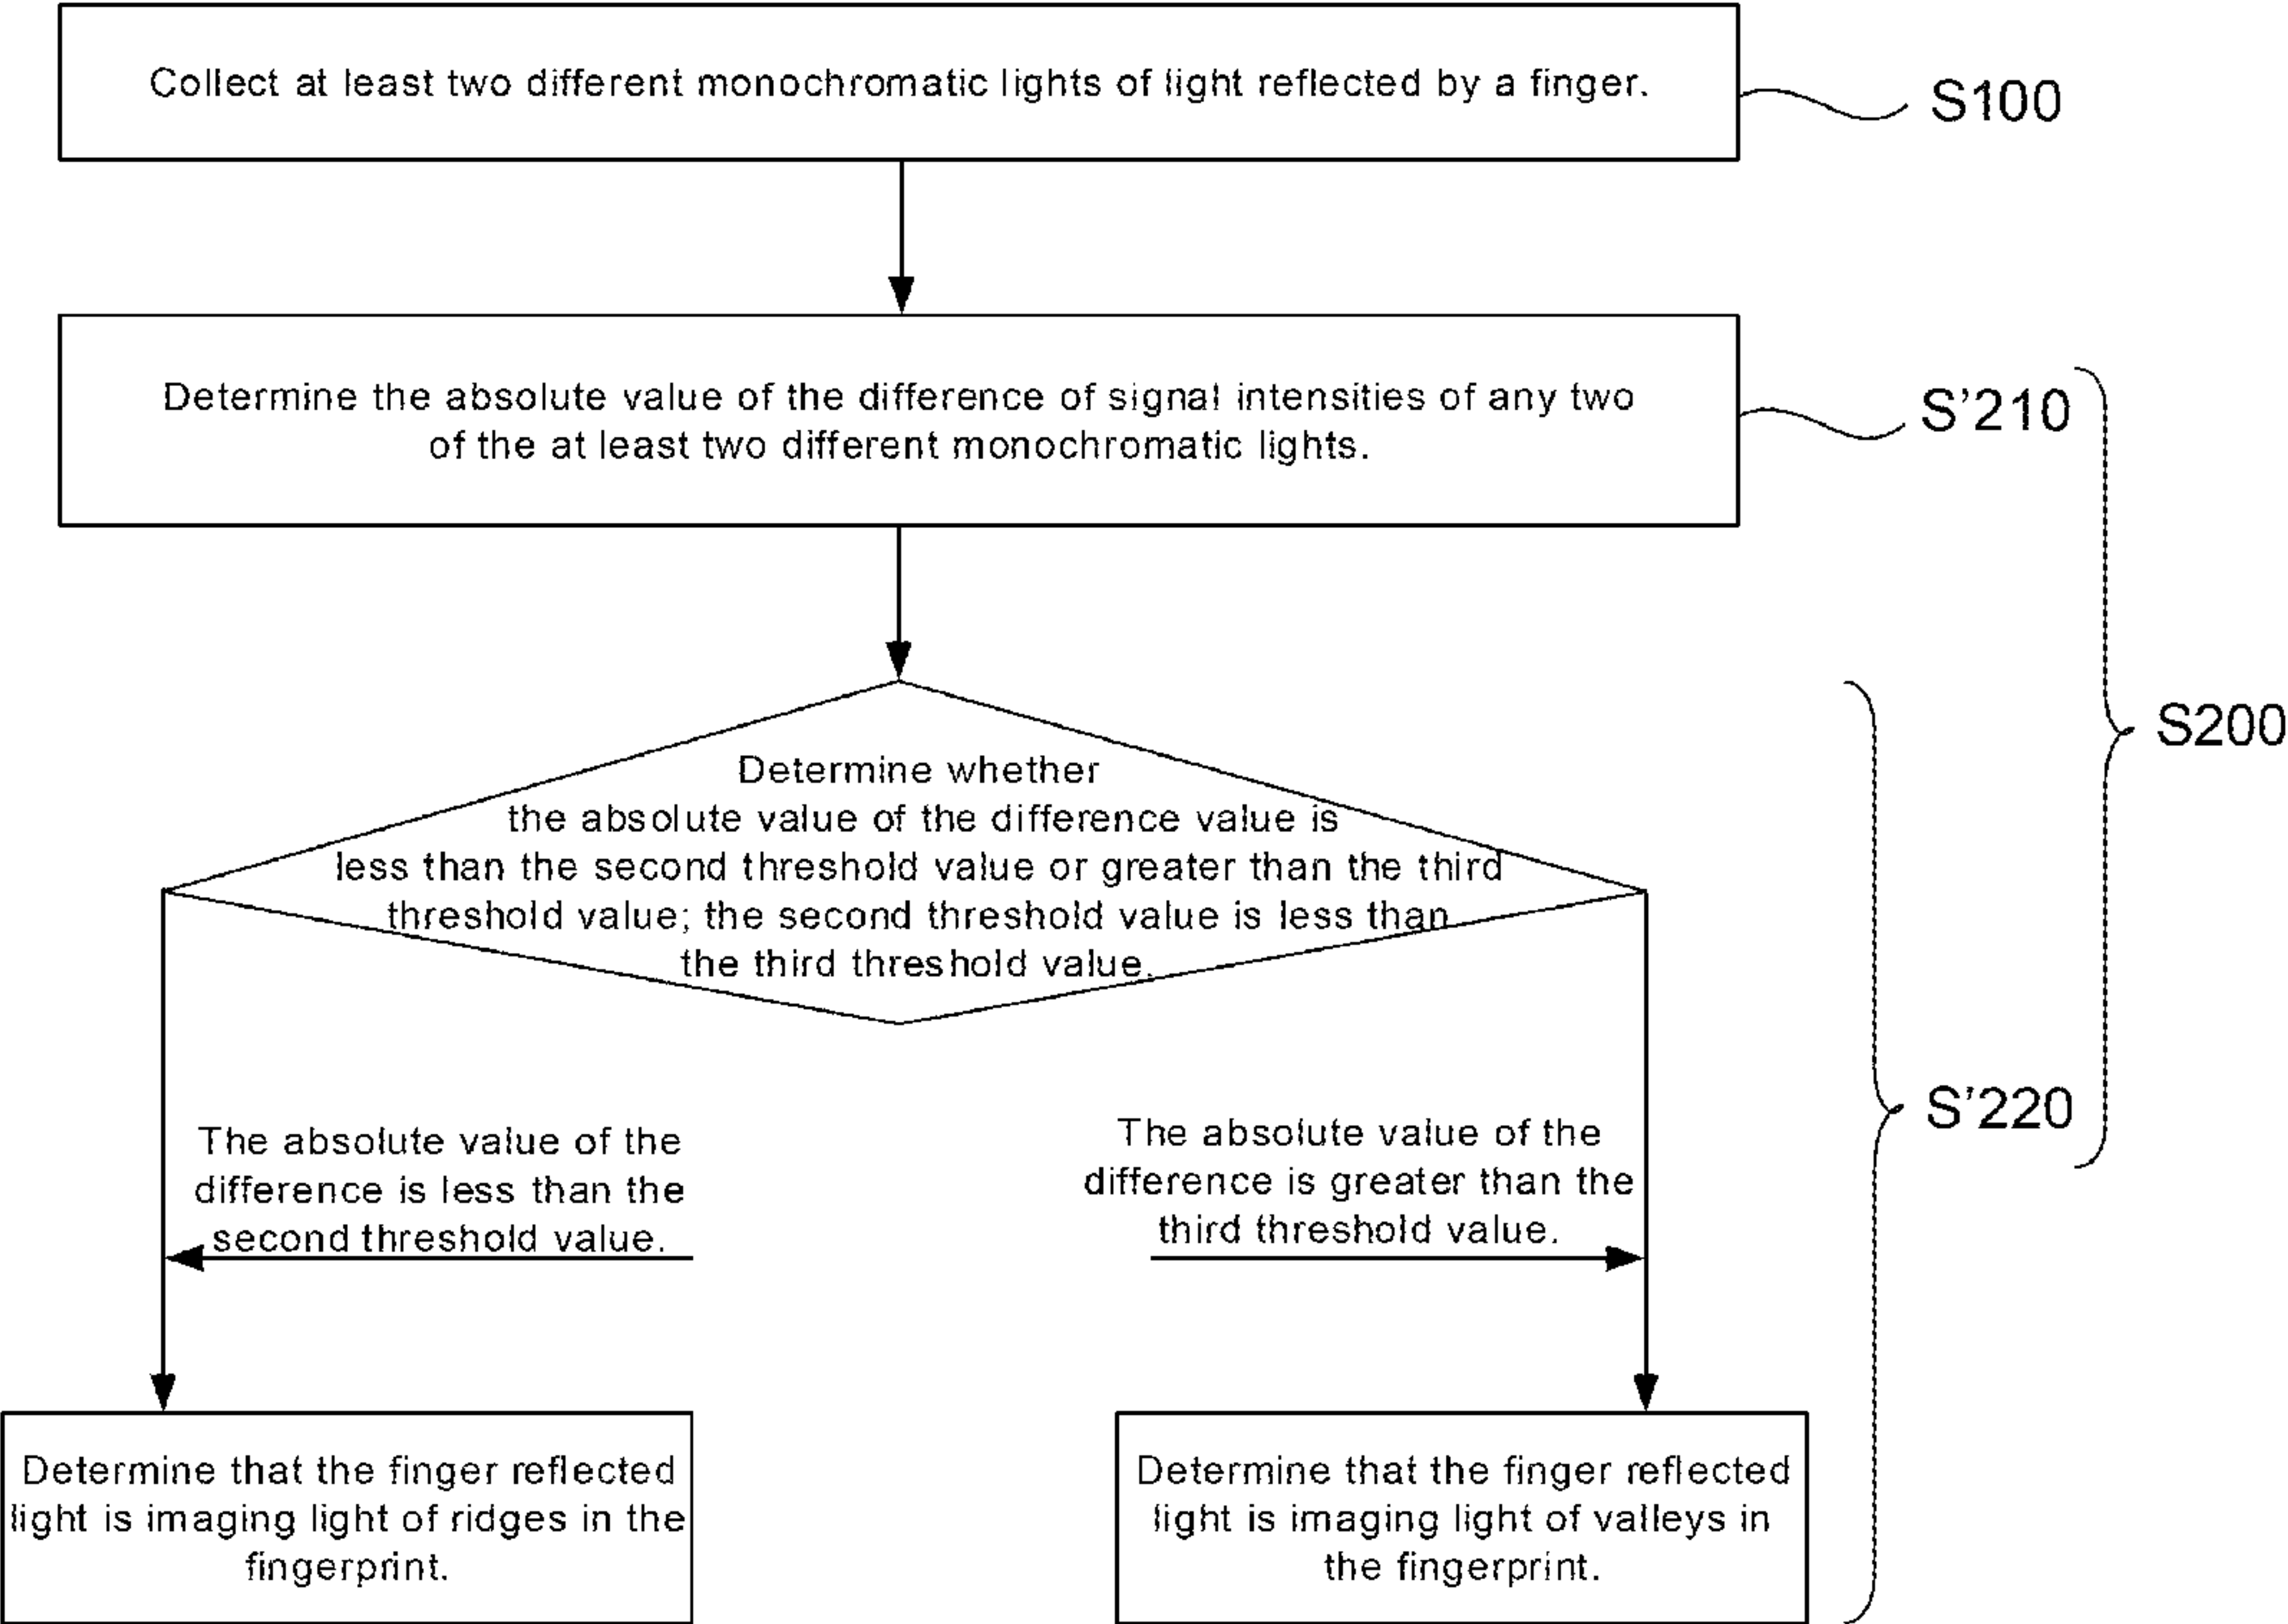 Collect at least two different monochromatic lights of light reflected by a finger.
S100
Determine the absolute value of the difference of signal intensities of any two
of the at least two different monochromatic lights.
S’210
Determine whether
the absolute value of the difference value is
less than the second threshold value or greater than the third
threshold value; the second threshold value is less than
the third threshold value.
S200
S’220
The absolute value of the
difference is less than the
second threshold value.
The absolute value of the
difference is greater than the
third threshold value.
Determine that the finger reflected
light is imaging light of ridges in the
fingerprint.
Determine that the finger reflected
light is imaging light of valleys in
the fingerprint.